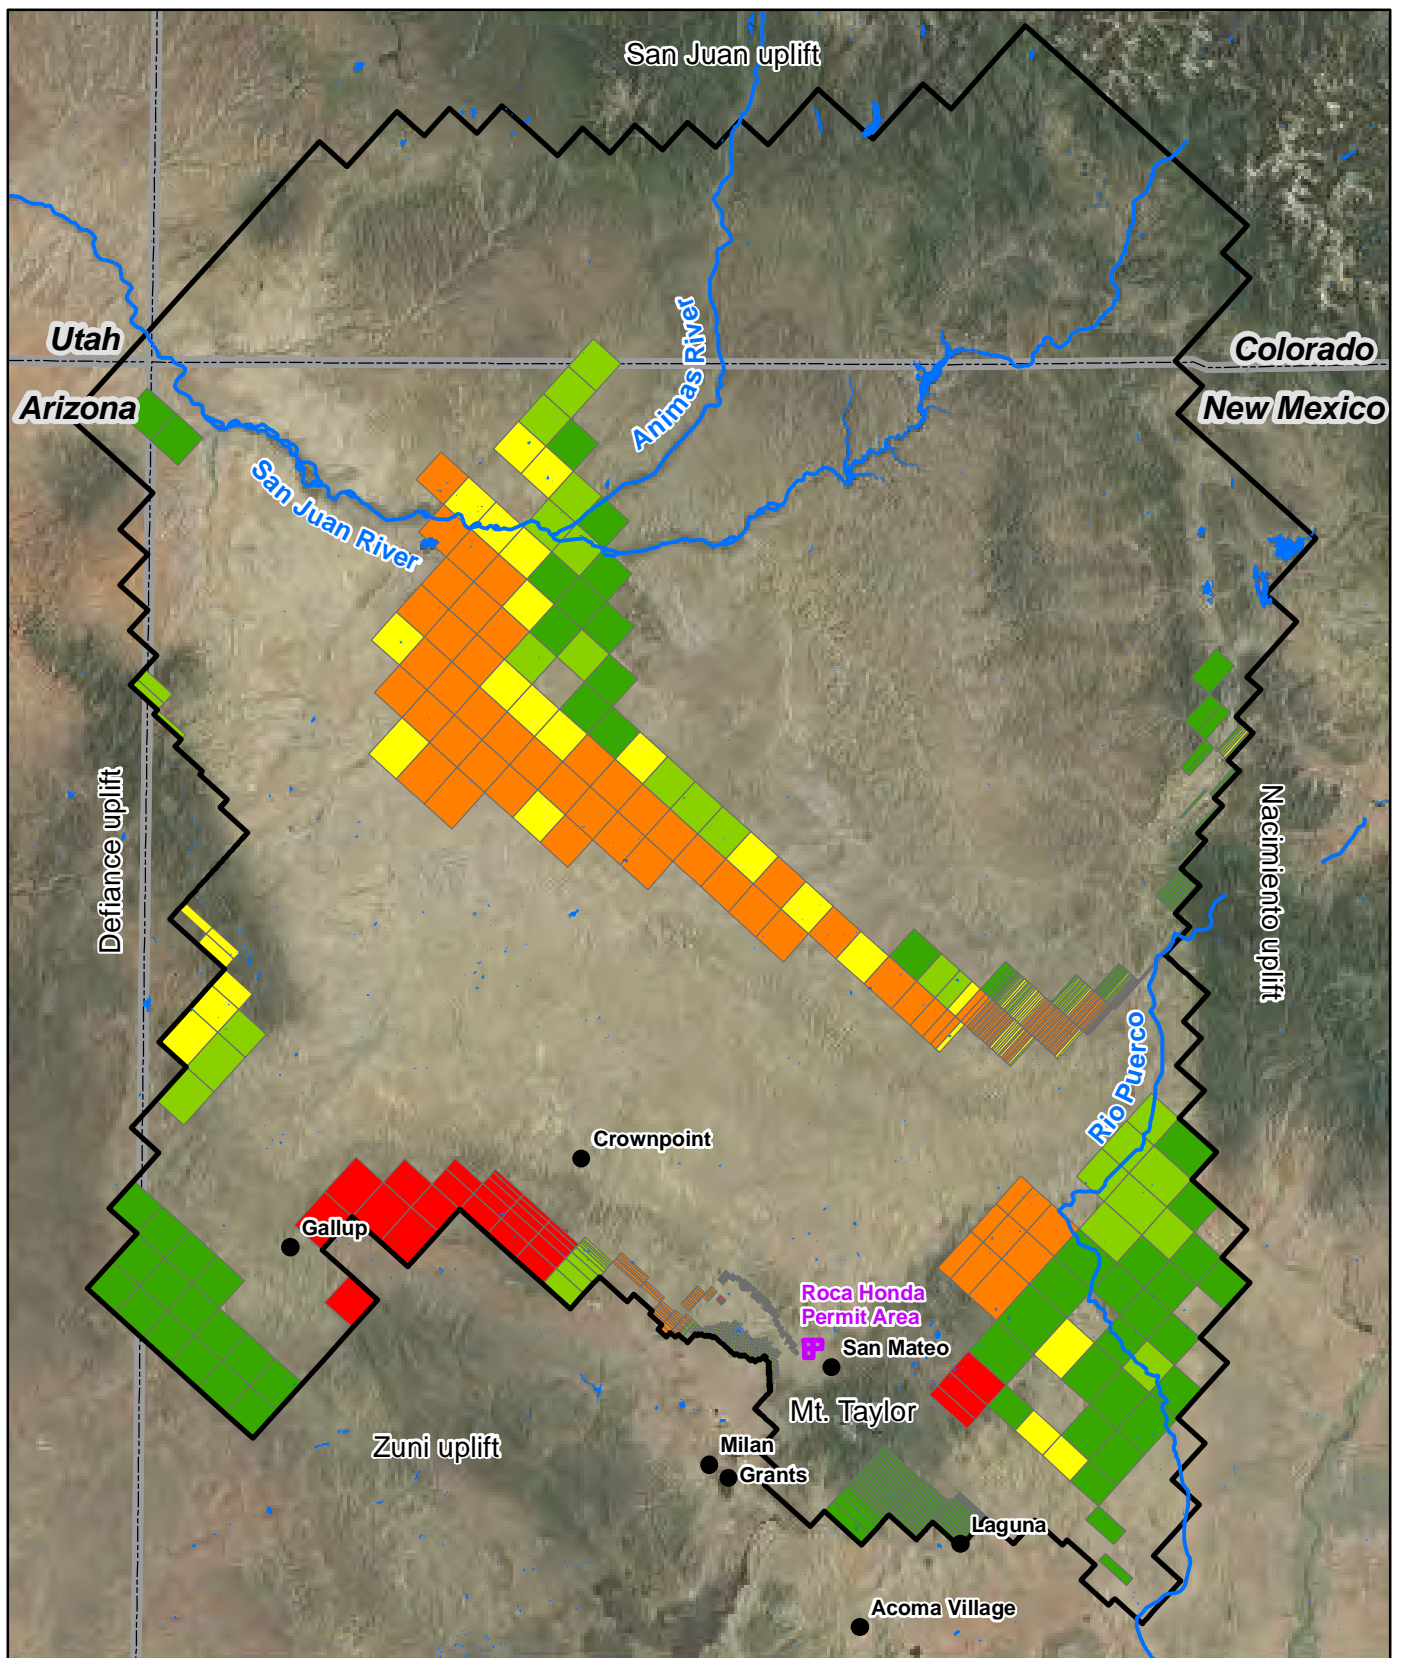 San Juan uplift
Utah
Colorado
Arizona
New Mexico
Animas River
San Juan River
Defiance uplift
Nacimiento uplift
Rio Puerco
Crownpoint
Gallup
Roca Honda
Permit Area
San Mateo
Mt. Taylor
Zuni uplift
Milan
Grants
Laguna
Acoma Village